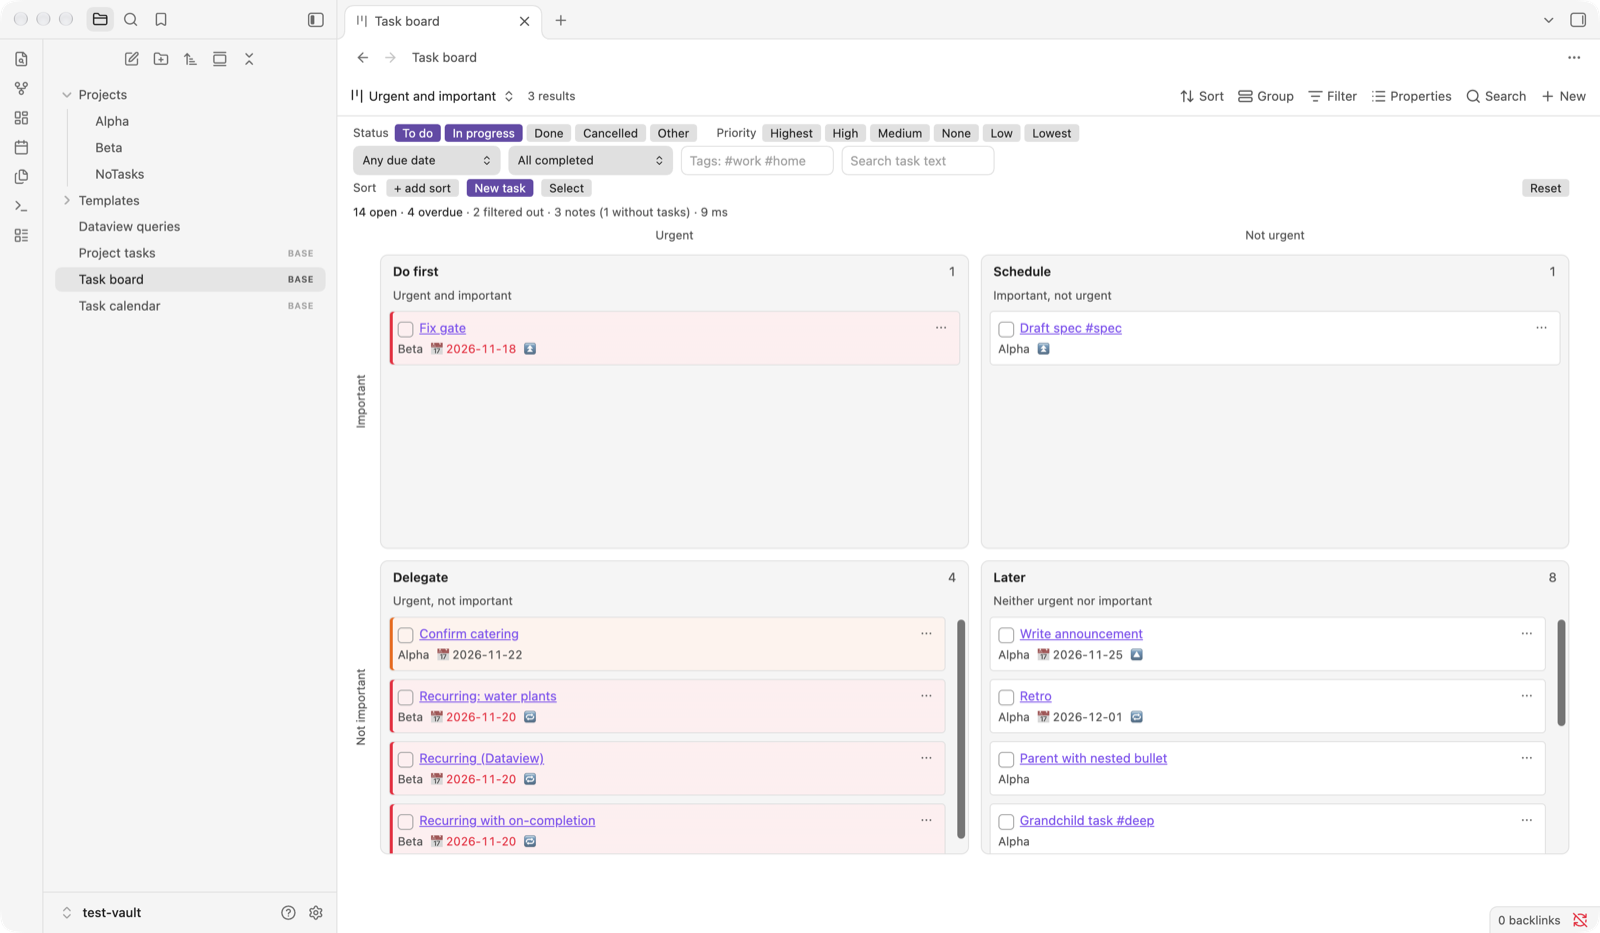 Task board
Task board
Projects
Alpha
Beta
NoTasks
Templates
Dataview queries
Project tasks BASE
Task board BASE
Task calendar BASE
test-vault
Urgent and important 3 results
Sort Group Filter Properties Search New
Status To do In progress Done Cancelled Other Priority Highest High Medium None Low Lowest
Any due date All completed Tags: #work #home Search task text
Sort + add sort New task Select Reset
14 open · 4 overdue · 2 filtered out · 3 notes (1 without tasks) · 9 ms
Urgent Not urgent
Important
Do first 1
Urgent and important
Fix gate
Beta 📅 2026-11-18 ⏫
Schedule 1
Important, not urgent
Draft spec #spec
Alpha ⏫
Not important
Delegate 4
Urgent, not important
Confirm catering
Alpha 📅 2026-11-22
Recurring: water plants
Beta 📅 2026-11-20 🔁
Recurring (Dataview)
Beta 📅 2026-11-20 🔁
Recurring with on-completion
Beta 📅 2026-11-20 🔁
Later 8
Neither urgent nor important
Write announcement
Alpha 📅 2026-11-25 🔼
Retro
Alpha 📅 2026-12-01 🔁
Parent with nested bullet
Alpha
Grandchild task #deep
Alpha
0 backlinks